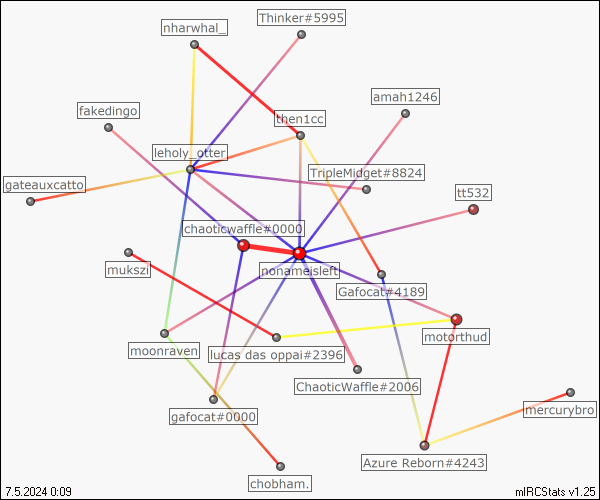 Thinker#5995
nharwhal_
amah1246
fakedingo
then1cc
leholy_otter
TripleMidget#8824
gateauxcatto
tt532
chaoticwaffle#0000
mukszi
nonameisleft
Gafocat#4189
motorthud
moonraven
lucas das oppai#2396
ChaoticWaffle#2006
mercurybro
gafocat#0000
Azure Reborn#4243
chobham.
7.5.2024 0:09
mIRCStats v1.25